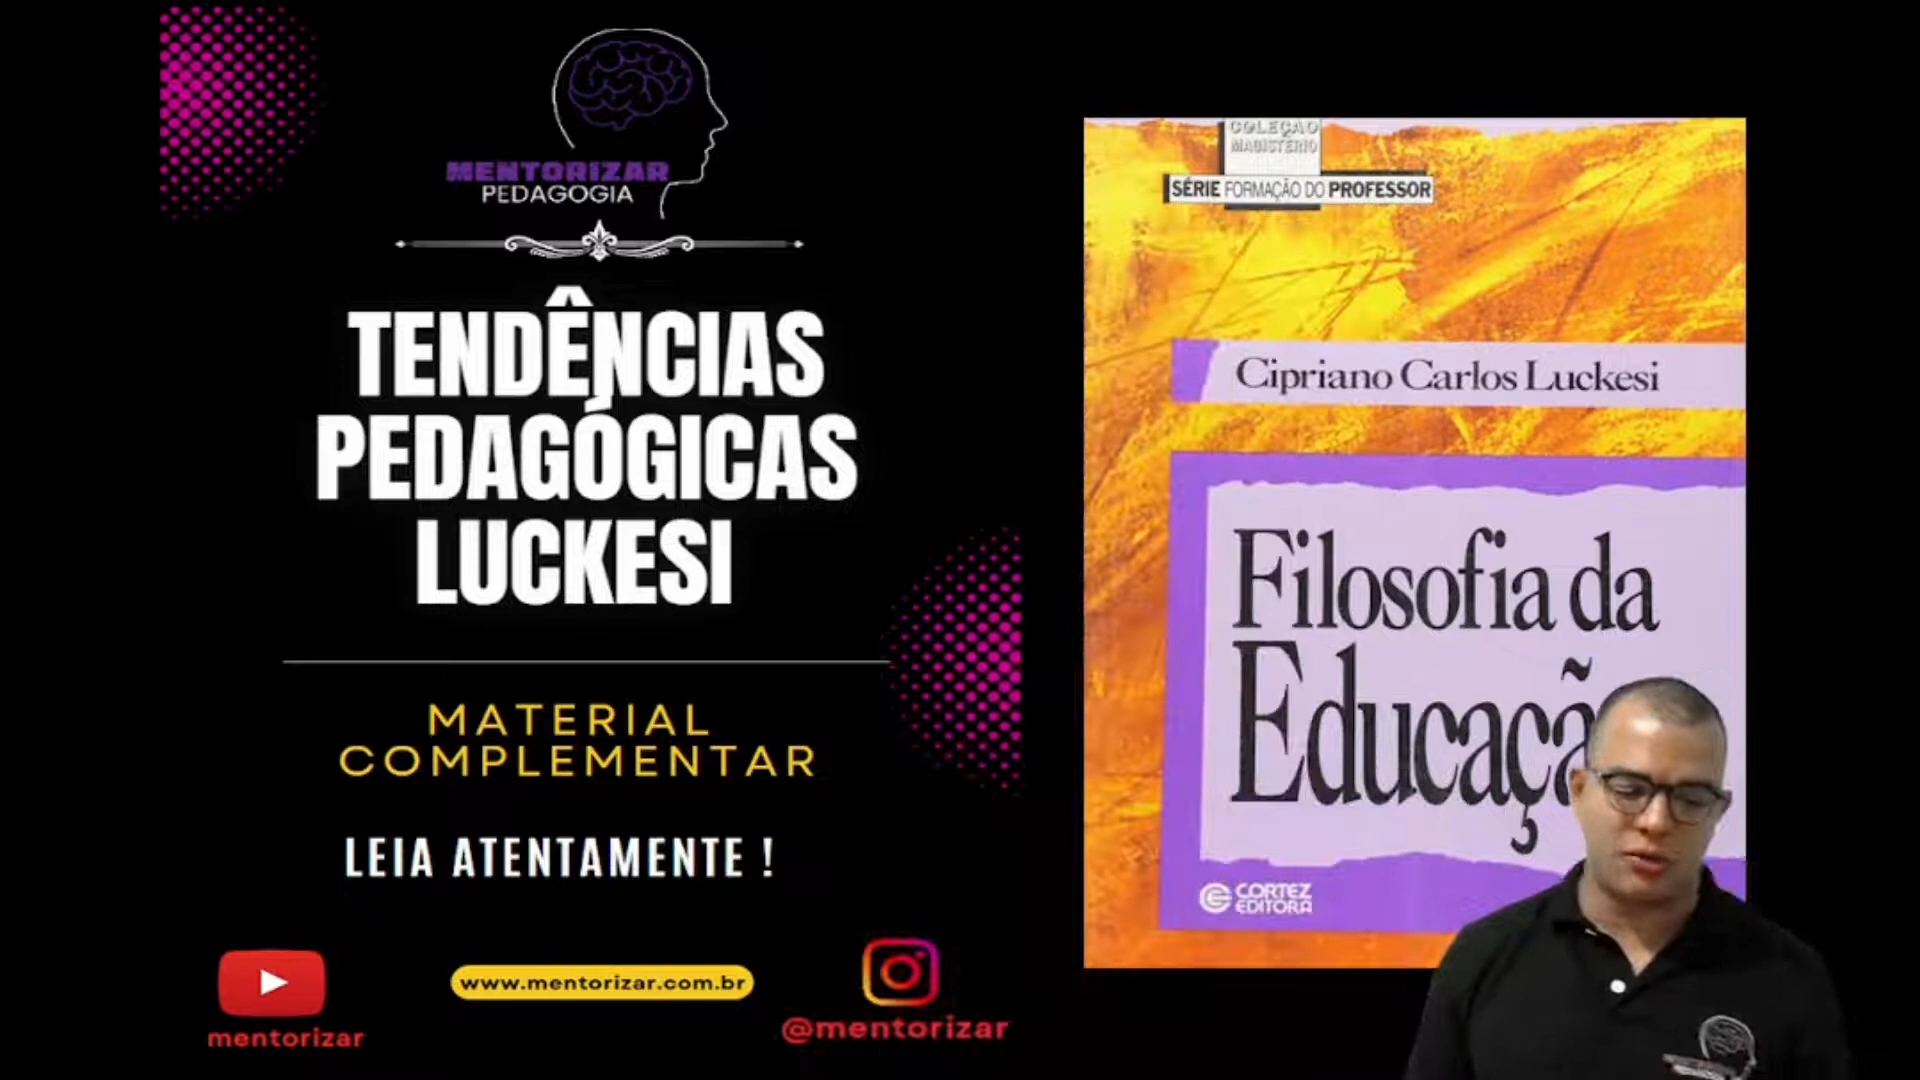 MENTORIZAR
PEDAGOGIA
TENDÊNCIAS
PEDAGÓGICAS
LUCKESI
MATERIAL
COMPLEMENTAR
LEIA ATENTAMENTE !
mentorizar
www.mentorizar.com.br
@mentorizar
COLEÇÃO
MAGISTÉRIO
SÉRIE FORMAÇÃO DO PROFESSOR
Cipriano Carlos Luckesi
Filosofia da
Educaçã
CORTEZ
EDITORA